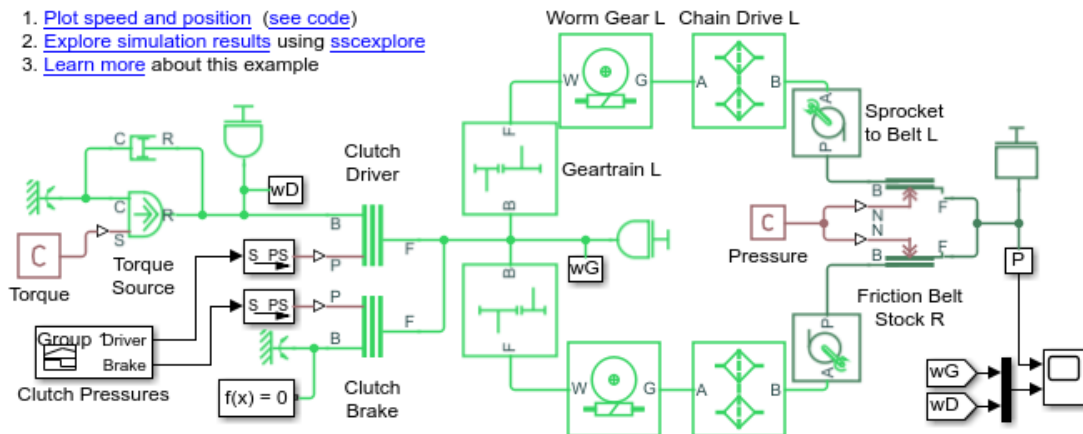 1. Plot speed and position (see code)
2. Explore simulation results using sscexplore
3. Learn more about this example
Worm Gear L
Chain Drive L
W
G
A
B
C
R
F
A
Sprocket
to Belt L
P
Clutch
Driver
Geartrain L
wD
C
R
S
B
B
B
F
N
C
N
F
B
Pressure
C
Torque
Torque
Source
S PS
P
F
wG
P
B
S PS
P
F
B
F
P
Friction Belt
Stock R
Group 1
Driver
Brake
Clutch Pressures
f(x) = 0
Clutch
Brake
W
G
A
B
A
wG
wD